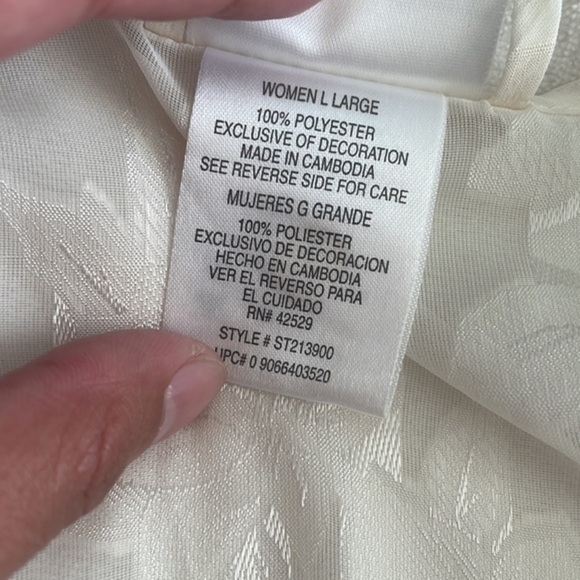 WOMEN L LARGE
100% POLYESTER
EXCLUSIVE OF DECORATION
MADE IN CAMBODIA
SEE REVERSE SIDE FOR CARE
MUJERES G GRANDE
100% POLIESTER
EXCLUSIVO DE DECORACION
HECHO EN CAMBODIA
VER EL REVERSO PARA
EL CUIDADO
RN# 42529
STYLE # ST213900
UPC# 0 9066403520